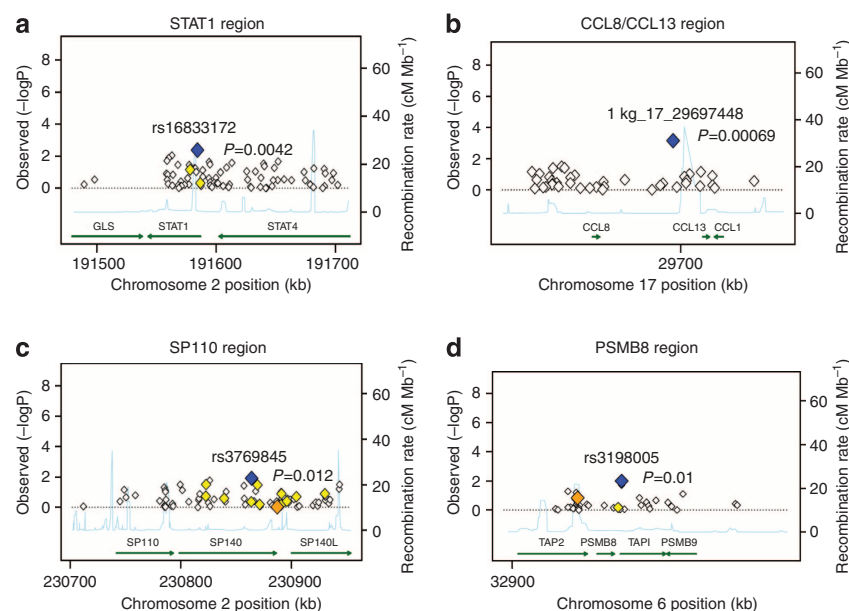 a
STAT1 region
Observed (–logP)
8
6
4
2
0
rs16833172
P=0.0042
60
40
20
0
Recombination rate (cM Mb⁻¹)
GLS
STAT1
STAT4
191500
191600
191700
Chromosome 2 position (kb)
b
CCL8/CCL13 region
Observed (–logP)
8
6
4
2
0
1 kg_17_29697448
P=0.00069
60
40
20
0
Recombination rate (cM Mb⁻¹)
CCL8
CCL13
CCL1
29700
Chromosome 17 position (kb)
c
SP110 region
Observed (–logP)
8
6
4
2
0
rs3769845
P=0.012
60
40
20
0
Recombination rate (cM Mb⁻¹)
SP110
SP140
SP140L
230700
230800
230900
Chromosome 2 position (kb)
d
PSMB8 region
Observed (–logP)
8
6
4
2
0
rs3198005
P=0.01
60
40
20
0
Recombination rate (cM Mb⁻¹)
TAP2
PSMB8
TAPI
PSMB9
32900
Chromosome 6 position (kb)